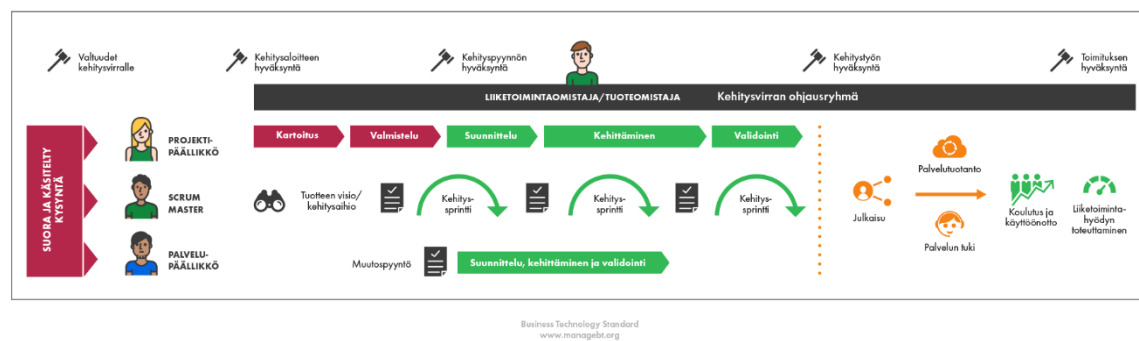 Valtuudet
kehitysvirralle
Kehitysaloitteen
hyväksyntä
Kehityspyynnön
hyväksyntä
Kehitystyön
hyväksyntä
Toimituksen
hyväksyntä
LIIKETOIMINTAOMISTAJA/TUOTEOMISTAJA Kehitysvirran ohjausryhmä
SUORA JA KÄSITELTY
KYSYNTÄ
PROJEKTI-
PÄÄLLIKKÖ
Kartoitus
Valmistelu
Suunnittelu
Kehittäminen
Validointi
SCRUM
MASTER
Tuotteen visio/
kehitysaihio
Kehitys-
sprintti
Kehitys-
sprintti
Kehitys-
sprintti
PALVELU-
PÄÄLLIKKÖ
Muutospyyntö
Suunnittelu, kehittäminen ja validointi
Julkaisu
Palvelutuotanto
Palvelun tuki
Koulutus ja
käyttöönotto
Liiketoiminta-
hyödyn
toteuttaminen
Business Technology Standard
www.managebt.org